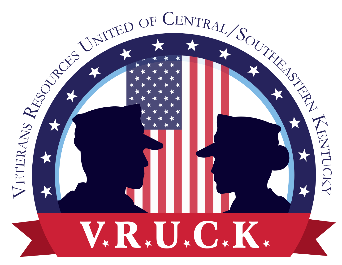 VETERANS RESOURCES UNITED OF CENTRAL/SOUTHEASTERN KENTUCKY
V.R.U.C.K.